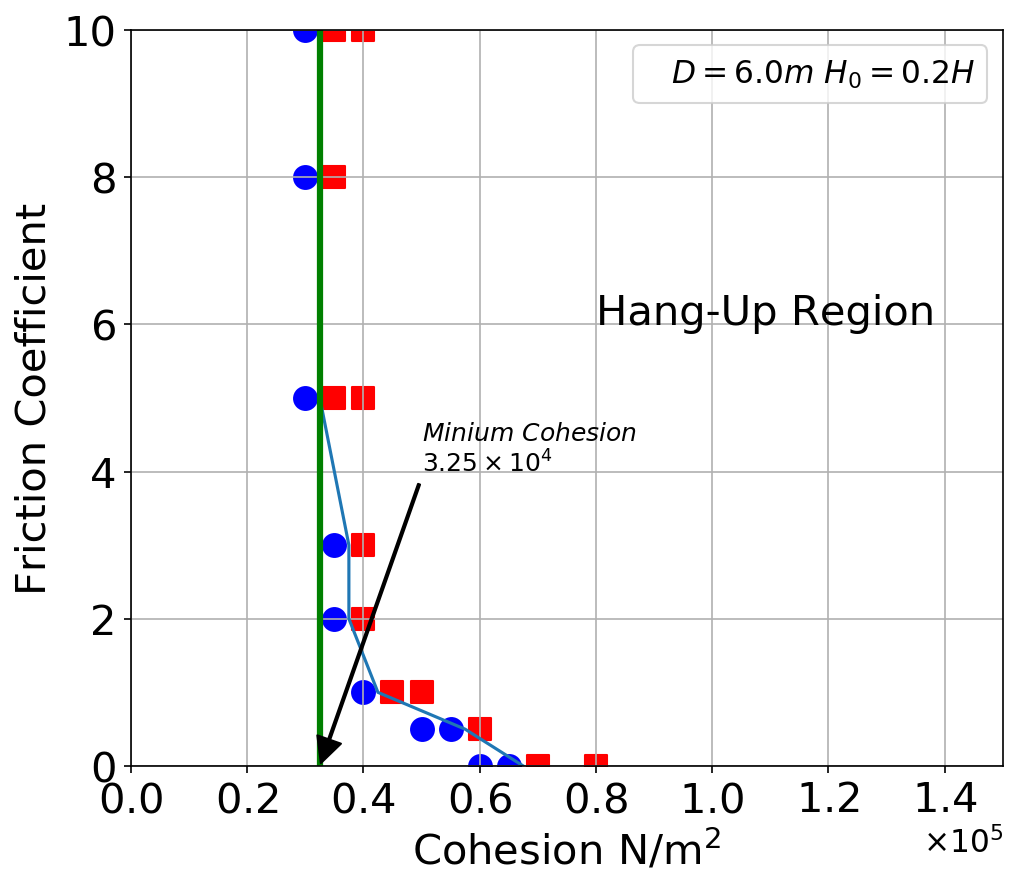 10
8
6
4
2
0
Friction Coefficient
D = 6.0m H₀ = 0.2H
Hang-Up Region
Minium Cohesion
3.25 × 10⁴
0.0 0.2 0.4 0.6 0.8 1.0 1.2 1.4
×10⁵
Cohesion N/m²